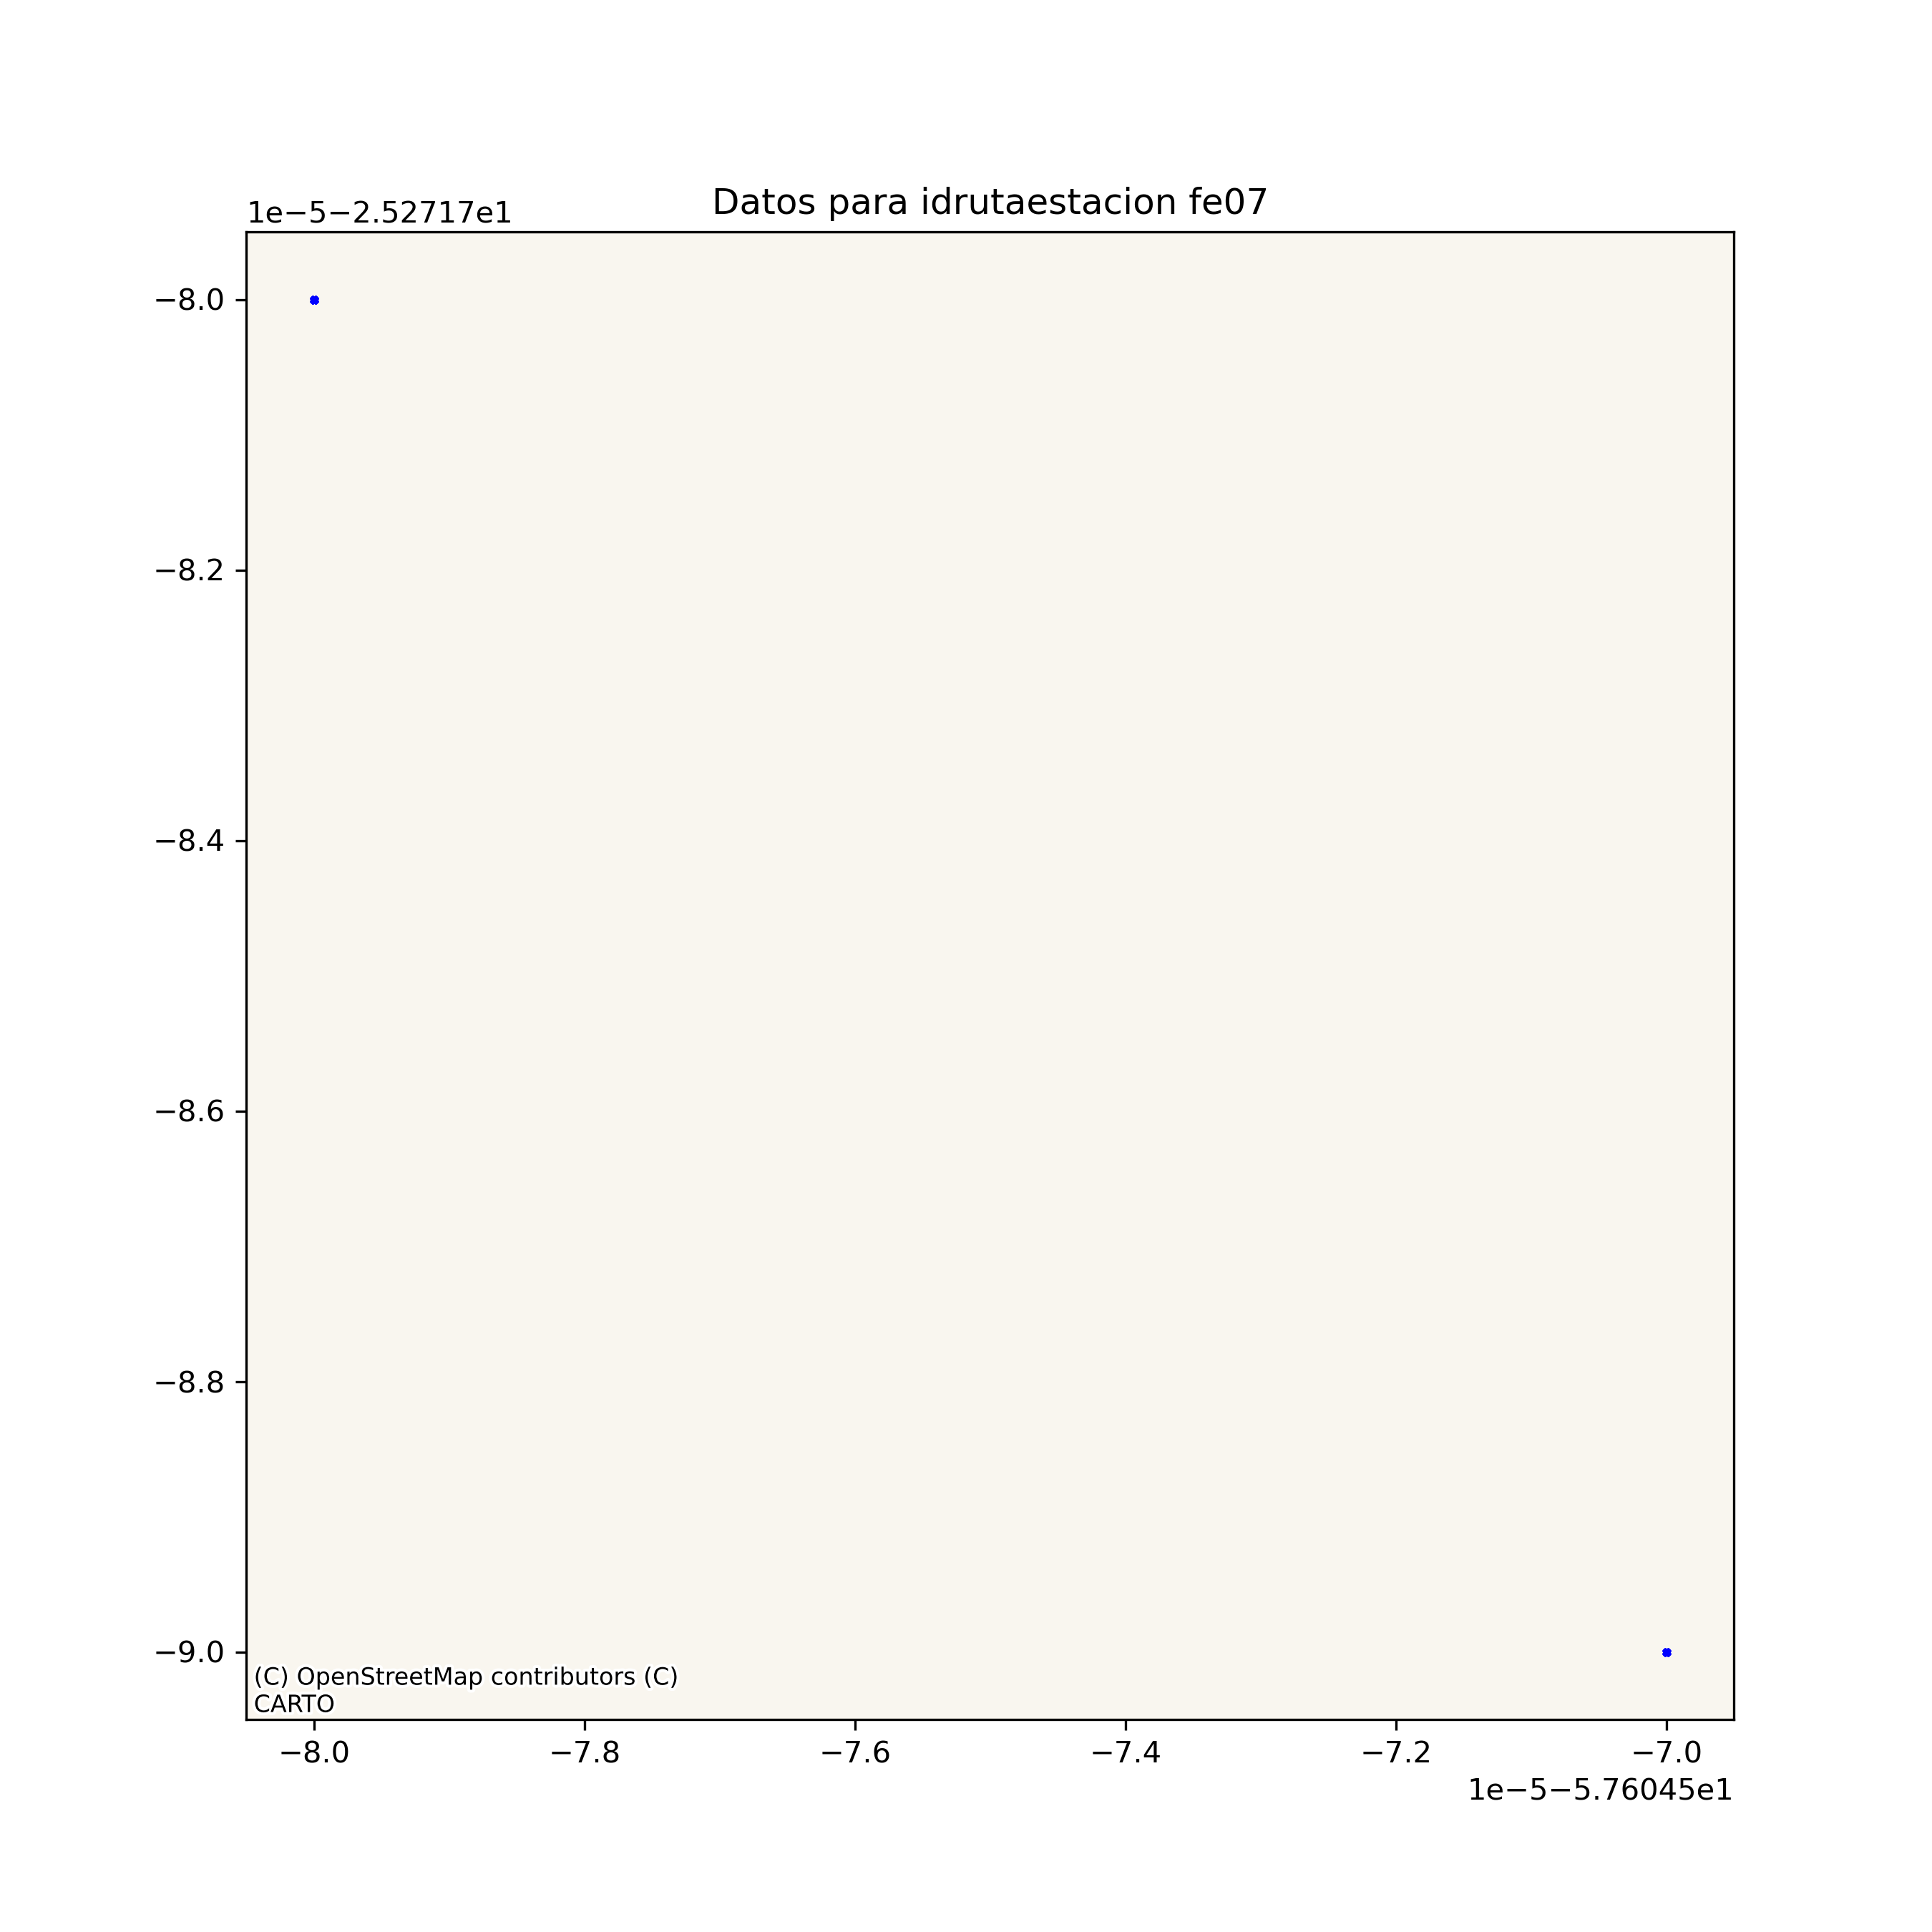 Datos para idrutaestacion fe07
1e−5−2.52717e1
−8.0
−8.2
−8.4
−8.6
−8.8
−9.0
(C) OpenStreetMap contributors (C)
CARTO
−8.0 −7.8 −7.6 −7.4 −7.2 −7.0
1e−5−5.76045e1